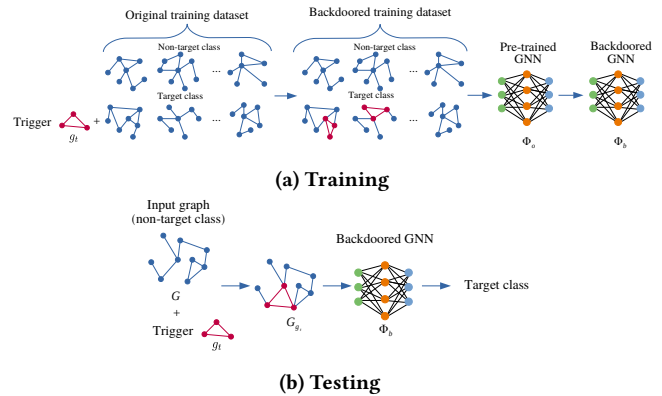 Original training dataset
Backdoored training dataset
Non-target class
Non-target class
...
...
Pre-trained
GNN
Backdoored
GNN
Target class
Target class
Trigger
+
...
...
g_t
Φ_a
Φ_b
(a) Training
Input graph
(non-target class)
Backdoored GNN
Target class
G
+
Trigger
g_t
G_{g_t}
Φ_b
(b) Testing